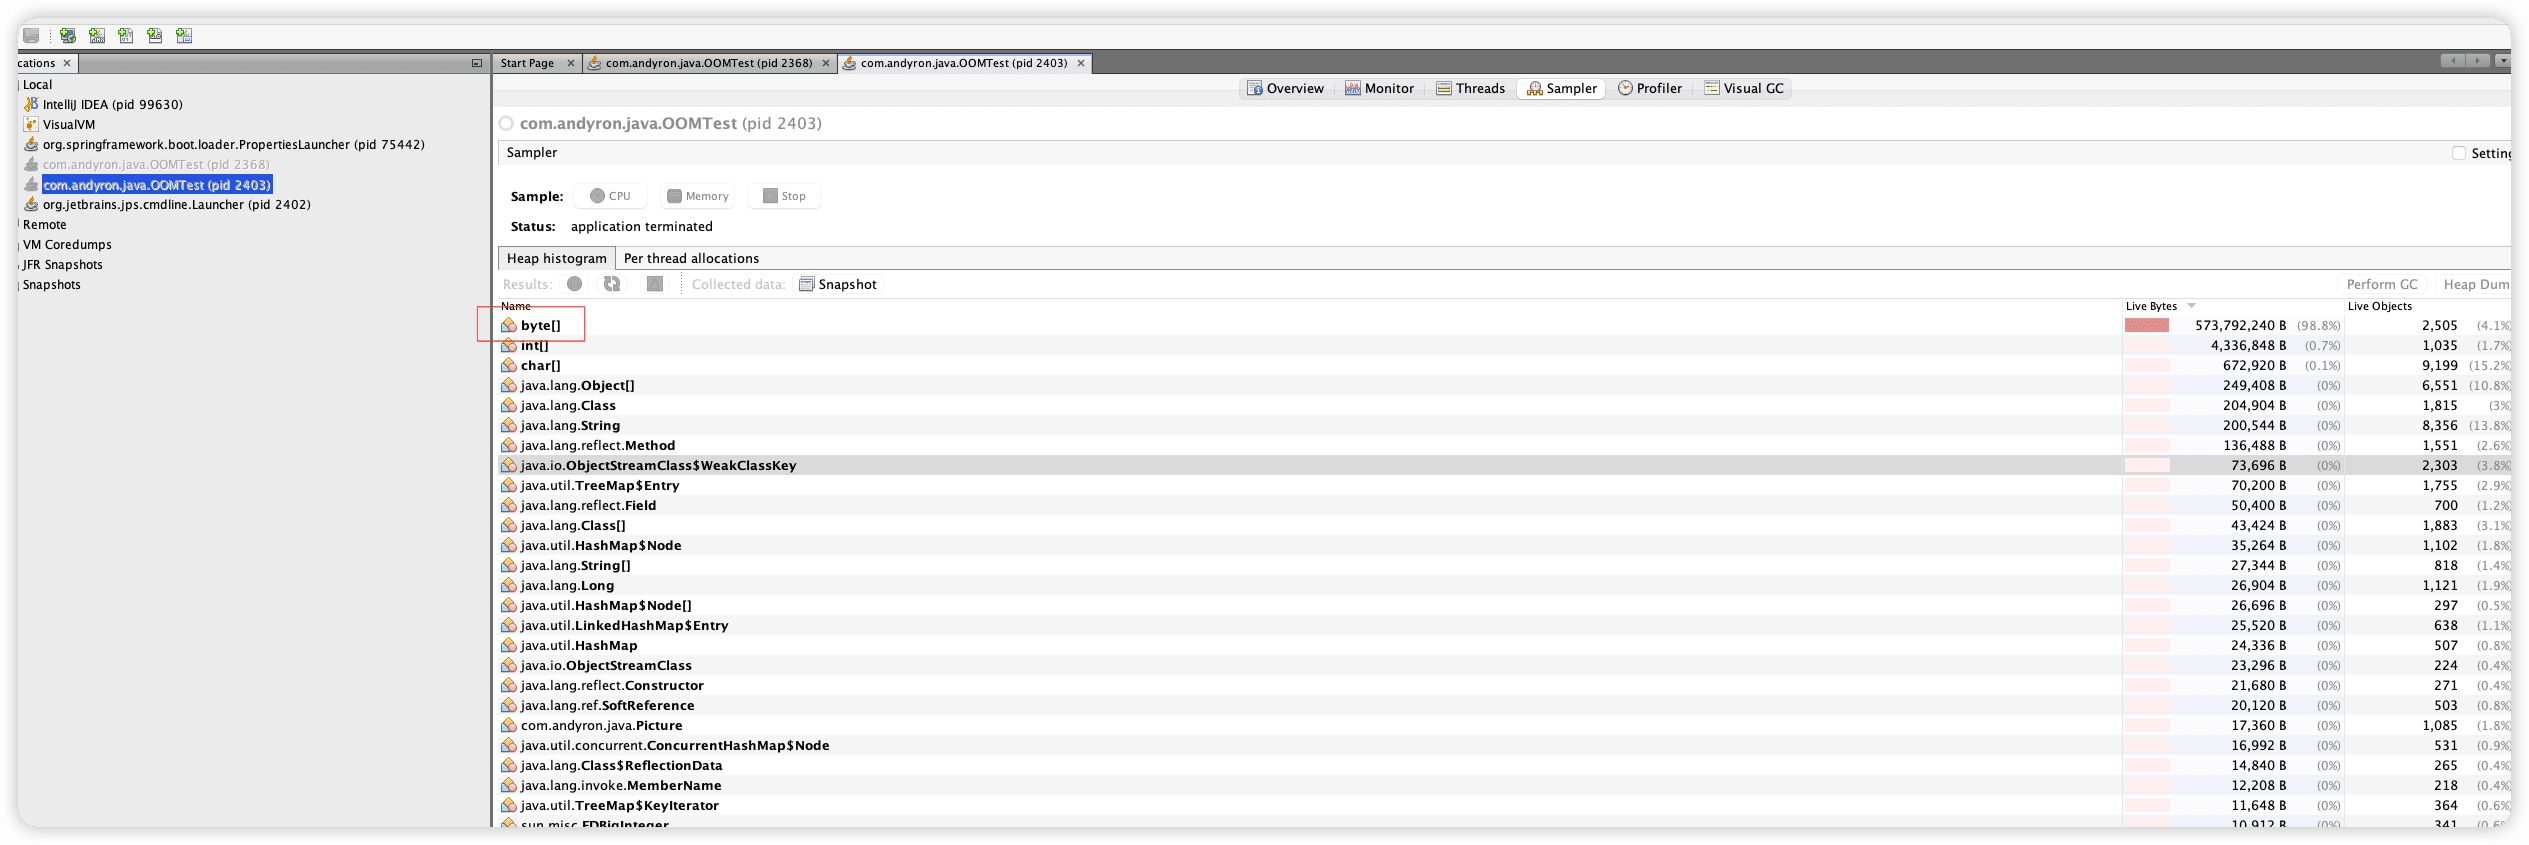 cations ×
Start Page × com.andyron.java.OOMTest (pid 2368) × com.andyron.java.OOMTest (pid 2403) ×
Local
IntelliJ IDEA (pid 99630)
VisualVM
org.springframework.boot.loader.PropertiesLauncher (pid 75442)
com.andyron.java.OOMTest (pid 2368)
com.andyron.java.OOMTest (pid 2403)
org.jetbrains.jps.cmdline.Launcher (pid 2402)
Remote
VM Coredumps
JFR Snapshots
Snapshots
Overview Monitor Threads Sampler Profiler Visual GC
com.andyron.java.OOMTest (pid 2403)
Sampler Setting
Sample: CPU Memory Stop
Status: application terminated
Heap histogram Per thread allocations
Results: Collected data: Snapshot Perform GC Heap Dum
Name Live Bytes Live Objects
byte[] 573,792,240 B (98.8%) 2,505 (4.1%)
int[] 4,336,848 B (0.7%) 1,035 (1.7%)
char[] 672,920 B (0.1%) 9,199 (15.2%)
java.lang.Object[] 249,408 B (0%) 6,551 (10.8%)
java.lang.Class 204,904 B (0%) 1,815 (3%)
java.lang.String 200,544 B (0%) 8,356 (13.8%)
java.lang.reflect.Method 136,488 B (0%) 1,551 (2.6%)
java.io.ObjectStreamClass$WeakClassKey 73,696 B (0%) 2,303 (3.8%)
java.util.TreeMap$Entry 70,200 B (0%) 1,755 (2.9%)
java.lang.reflect.Field 50,400 B (0%) 700 (1.2%)
java.lang.Class[] 43,424 B (0%) 1,883 (3.1%)
java.util.HashMap$Node 35,264 B (0%) 1,102 (1.8%)
java.lang.String[] 27,344 B (0%) 818 (1.4%)
java.lang.Long 26,904 B (0%) 1,121 (1.9%)
java.util.HashMap$Node[] 26,696 B (0%) 297 (0.5%)
java.util.LinkedHashMap$Entry 25,520 B (0%) 638 (1.1%)
java.util.HashMap 24,336 B (0%) 507 (0.8%)
java.io.ObjectStreamClass 23,296 B (0%) 224 (0.4%)
java.lang.reflect.Constructor 21,680 B (0%) 271 (0.4%)
java.lang.ref.SoftReference 20,120 B (0%) 503 (0.8%)
com.andyron.java.Picture 17,360 B (0%) 1,085 (1.8%)
java.util.concurrent.ConcurrentHashMap$Node 16,992 B (0%) 531 (0.9%)
java.lang.Class$ReflectionData 14,840 B (0%) 265 (0.4%)
java.lang.invoke.MemberName 12,208 B (0%) 218 (0.4%)
java.util.TreeMap$KeyIterator 11,648 B (0%) 364 (0.6%)
sun.misc.FDBigInteger 10,912 B (0%) 341 (0.6%)